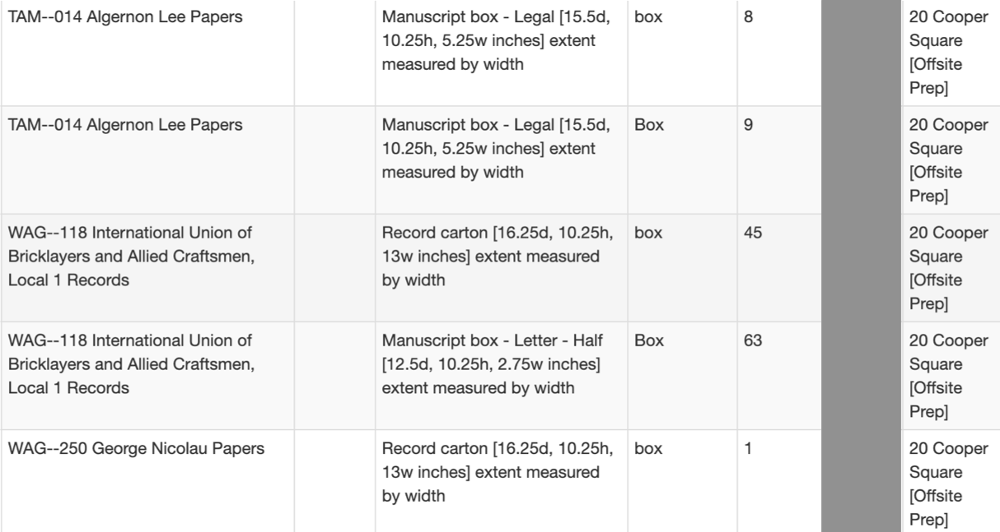 TAM--014 Algernon Lee Papers
Manuscript box - Legal [15.5d,
10.25h, 5.25w inches] extent
measured by width
box
8
20 Cooper
Square
[Offsite
Prep]
TAM--014 Algernon Lee Papers
Manuscript box - Legal [15.5d,
10.25h, 5.25w inches] extent
measured by width
Box
9
20 Cooper
Square
[Offsite
Prep]
WAG--118 International Union of
Bricklayers and Allied Craftsmen,
Local 1 Records
Record carton [16.25d, 10.25h,
13w inches] extent measured
by width
box
45
20 Cooper
Square
[Offsite
Prep]
WAG--118 International Union of
Bricklayers and Allied Craftsmen,
Local 1 Records
Manuscript box - Letter - Half
[12.5d, 10.25h, 2.75w inches]
extent measured by width
Box
63
20 Cooper
Square
[Offsite
Prep]
WAG--250 George Nicolau Papers
Record carton [16.25d, 10.25h,
13w inches] extent measured
by width
box
1
20 Cooper
Square
[Offsite
Prep]